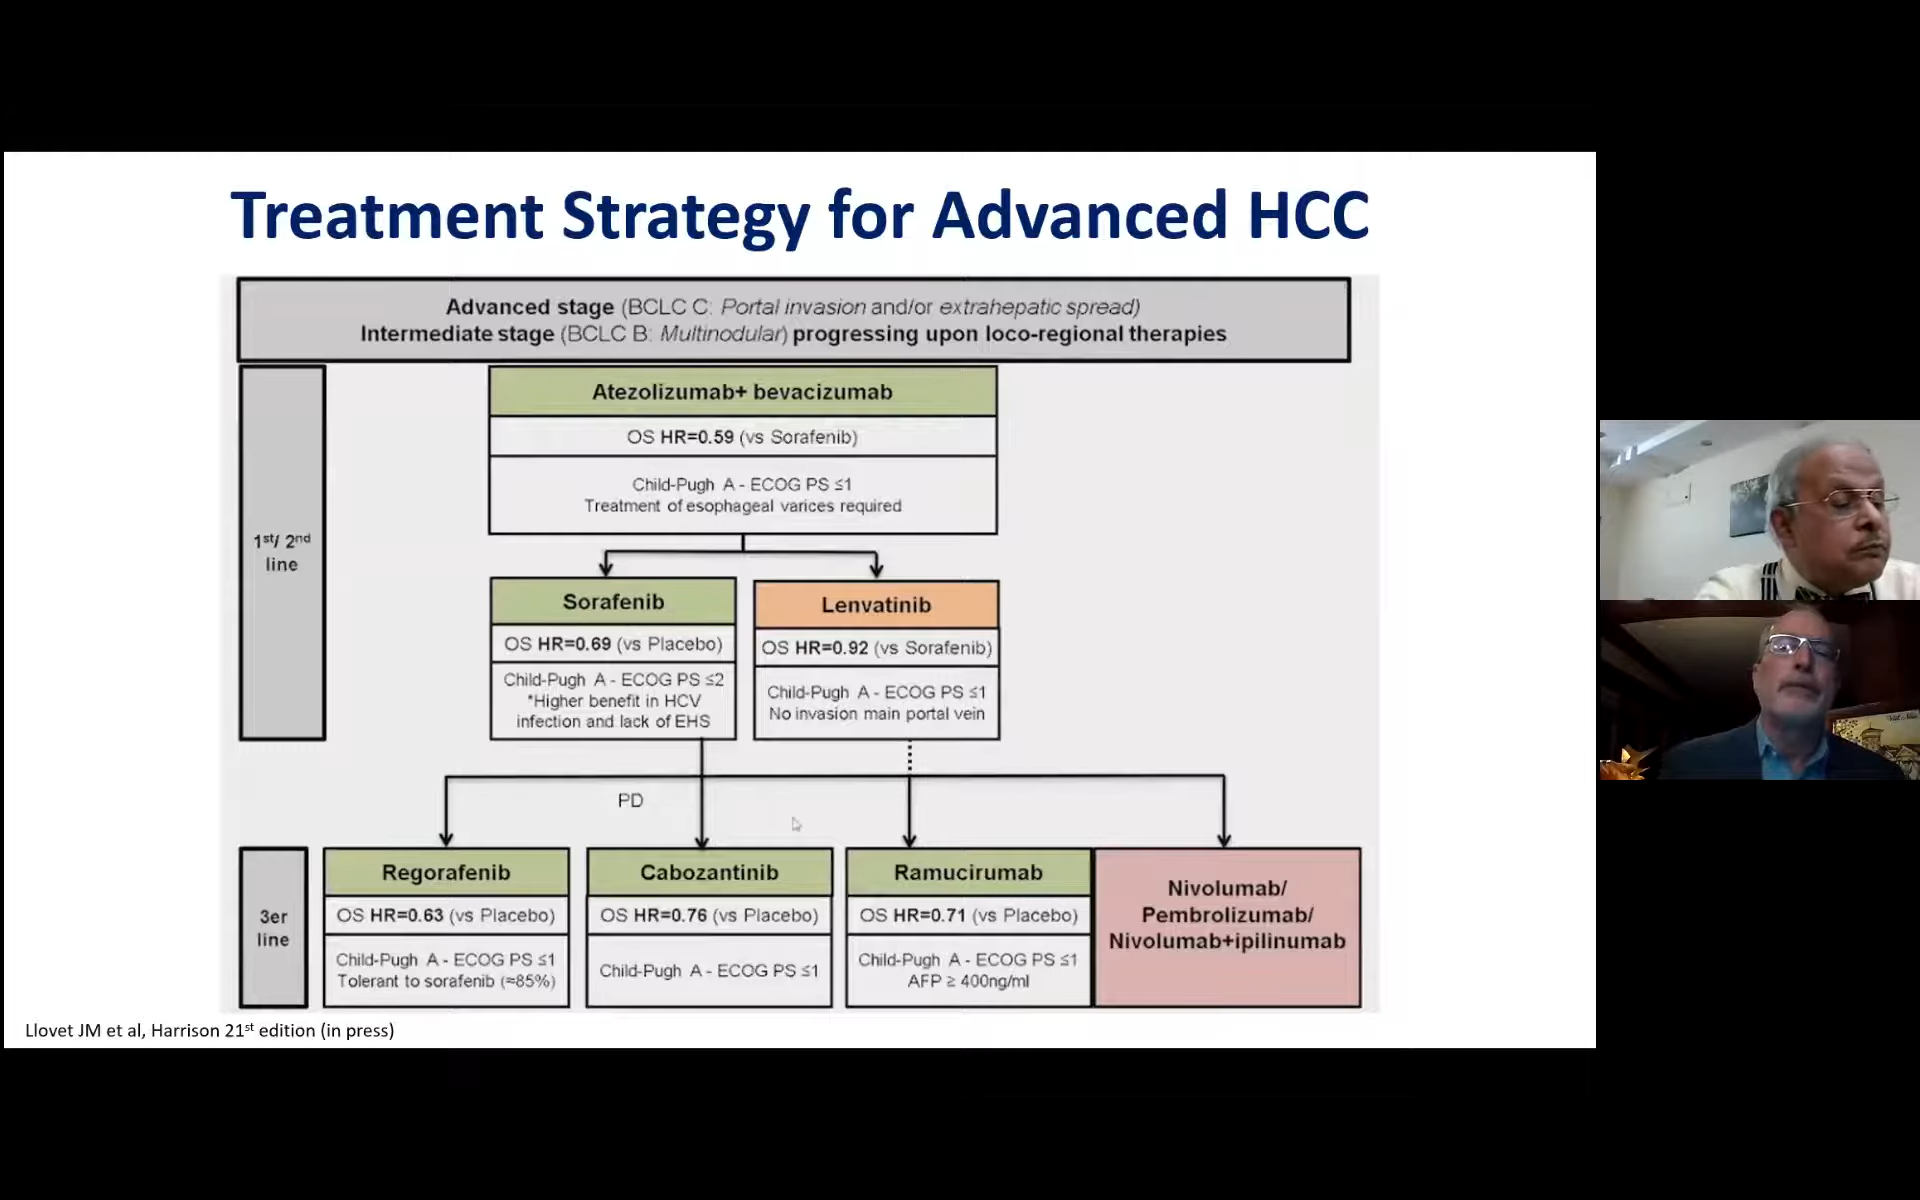 Treatment Strategy for Advanced HCC
Advanced stage (BCLC C: Portal invasion and/or extrahepatic spread)
Intermediate stage (BCLC B: Multinodular) progressing upon loco-regional therapies
1st/ 2nd
line
Atezolizumab+ bevacizumab
OS HR=0.59 (vs Sorafenib)
Child-Pugh A - ECOG PS ≤1
Treatment of esophageal varices required
Sorafenib
OS HR=0.69 (vs Placebo)
Child-Pugh A - ECOG PS ≤2
*Higher benefit in HCV
infection and lack of EHS
Lenvatinib
OS HR=0.92 (vs Sorafenib)
Child-Pugh A - ECOG PS ≤1
No invasion main portal vein
PD
3er
line
Regorafenib
OS HR=0.63 (vs Placebo)
Child-Pugh A - ECOG PS ≤1
Tolerant to sorafenib (≈85%)
Cabozantinib
OS HR=0.76 (vs Placebo)
Child-Pugh A - ECOG PS ≤1
Ramucirumab
OS HR=0.71 (vs Placebo)
Child-Pugh A - ECOG PS ≤1
AFP ≥ 400ng/ml
Nivolumab/
Pembrolizumab/
Nivolumab+ipilinumab
Llovet JM et al, Harrison 21st edition (in press)